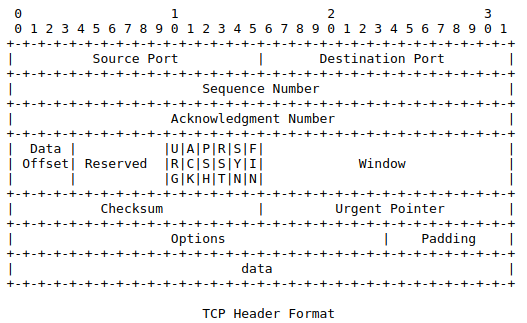 0                   1                   2                   3
 0 1 2 3 4 5 6 7 8 9 0 1 2 3 4 5 6 7 8 9 0 1 2 3 4 5 6 7 8 9 0 1
+-+-+-+-+-+-+-+-+-+-+-+-+-+-+-+-+-+-+-+-+-+-+-+-+-+-+-+-+-+-+-+-+
|          Source Port          |       Destination Port        |
+-+-+-+-+-+-+-+-+-+-+-+-+-+-+-+-+-+-+-+-+-+-+-+-+-+-+-+-+-+-+-+-+
|                        Sequence Number                        |
+-+-+-+-+-+-+-+-+-+-+-+-+-+-+-+-+-+-+-+-+-+-+-+-+-+-+-+-+-+-+-+-+
|                    Acknowledgment Number                      |
+-+-+-+-+-+-+-+-+-+-+-+-+-+-+-+-+-+-+-+-+-+-+-+-+-+-+-+-+-+-+-+-+
|  Data |           |U|A|P|R|S|F|                               |
| Offset| Reserved  |R|C|S|S|Y|I|            Window             |
|       |           |G|K|H|T|N|N|                               |
+-+-+-+-+-+-+-+-+-+-+-+-+-+-+-+-+-+-+-+-+-+-+-+-+-+-+-+-+-+-+-+-+
|           Checksum            |         Urgent Pointer        |
+-+-+-+-+-+-+-+-+-+-+-+-+-+-+-+-+-+-+-+-+-+-+-+-+-+-+-+-+-+-+-+-+
|                    Options                    |    Padding    |
+-+-+-+-+-+-+-+-+-+-+-+-+-+-+-+-+-+-+-+-+-+-+-+-+-+-+-+-+-+-+-+-+
|                             data                              |
+-+-+-+-+-+-+-+-+-+-+-+-+-+-+-+-+-+-+-+-+-+-+-+-+-+-+-+-+-+-+-+-+
                        TCP Header Format